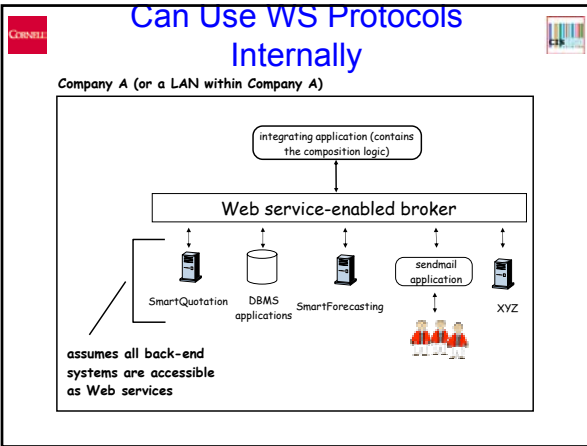 CORNELL
Can Use WS Protocols
Internally
Company A (or a LAN within Company A)
integrating application (contains
the composition logic)
Web service-enabled broker
SmartQuotation
DBMS
applications
SmartForecasting
sendmail
application
XYZ
assumes all back-end
systems are accessible
as Web services